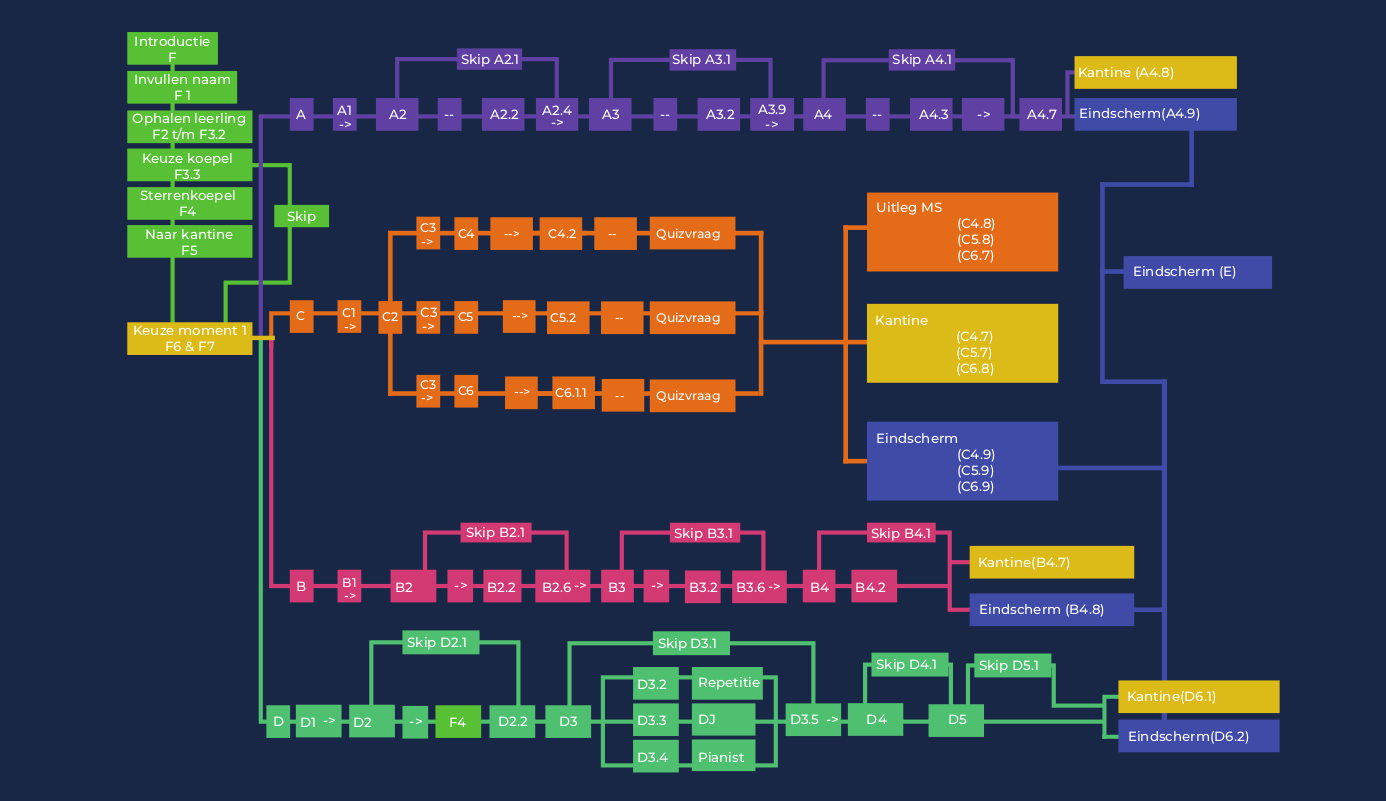 Introductie
F
Invullen naam
F 1
Ophalen leerling
F2 t/m F3.2
Keuze koepel
F3.3
Sterrenkoepel
F4
Naar kantine
F5
Skip
Keuze moment 1
F6 & F7
Skip A2.1
Skip A3.1
Skip A4.1
A
A1
->
A2
--
A2.2
A2.4
->
A3
--
A3.2
A3.9
->
A4
--
A4.3
->
A4.7
Kantine (A4.8)
Eindscherm(A4.9)
C
C1
->
C2
C3
->
C4
-->
C4.2
--
Quizvraag
C3
->
C5
-->
C5.2
--
Quizvraag
C3
->
C6
-->
C6.1.1
--
Quizvraag
Uitleg MS
(C4.8)
(C5.8)
(C6.7)
Kantine
(C4.7)
(C5.7)
(C6.8)
Eindscherm
(C4.9)
(C5.9)
(C6.9)
Eindscherm (E)
Skip B2.1
Skip B3.1
Skip B4.1
B
B1
->
B2
->
B2.2
B2.6 ->
B3
->
B3.2
B3.6 ->
B4
B4.2
Kantine(B4.7)
Eindscherm (B4.8)
Skip D2.1
Skip D3.1
Skip D4.1
Skip D5.1
D
D1 ->
D2
->
F4
D2.2
D3
D3.2
Repetitie
D3.3
DJ
D3.4
Pianist
D3.5 ->
D4
D5
Kantine(D6.1)
Eindscherm(D6.2)